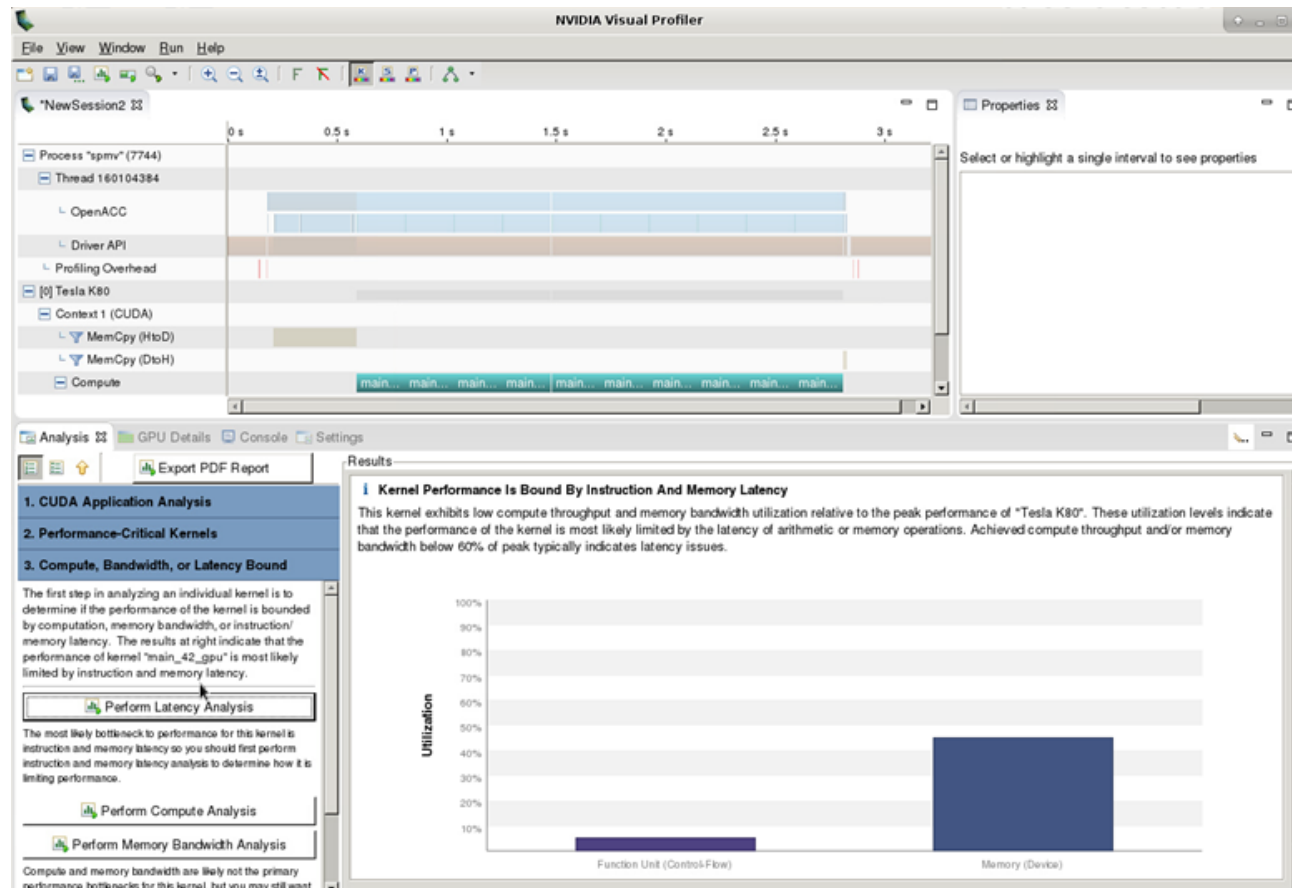 NVIDIA Visual Profiler
File View Window Run Help
*NewSession2
Properties
0 s 0.5 s 1 s 1.5 s 2 s 2.5 s 3 s
Process "spmv" (7744)
Select or highlight a single interval to see properties
Thread 160104384
OpenACC
Driver API
Profiling Overhead
[0] Tesla K80
Context 1 (CUDA)
MemCpy (HtoD)
MemCpy (DtoH)
Compute
main... main... main... main... main... main... main... main... main... main...
Analysis GPU Details Console Settings
Export PDF Report
1. CUDA Application Analysis
2. Performance-Critical Kernels
3. Compute, Bandwidth, or Latency Bound
The first step in analyzing an individual kernel is to
determine if the performance of the kernel is bounded
by computation, memory bandwidth, or instruction/
memory latency. The results at right indicate that the
performance of kernel "main_42_gpu" is most likely
limited by instruction and memory latency.
Perform Latency Analysis
The most likely bottleneck to performance for this kernel is
instruction and memory latency so you should first perform
instruction and memory latency analysis to determine how it is
limiting performance.
Perform Compute Analysis
Perform Memory Bandwidth Analysis
Compute and memory bandwidth are likely not the primary
performance bottlenecks for this kernel, but you may still want
Results
i Kernel Performance Is Bound By Instruction And Memory Latency
This kernel exhibits low compute throughput and memory bandwidth utilization relative to the peak performance of "Tesla K80". These utilization levels indicate
that the performance of the kernel is most likely limited by the latency of arithmetic or memory operations. Achieved compute throughput and/or memory
bandwidth below 60% of peak typically indicates latency issues.
100%
90%
80%
70%
60%
50%
40%
30%
20%
10%
Utilization
Function Unit (Control-Flow)
Memory (Device)